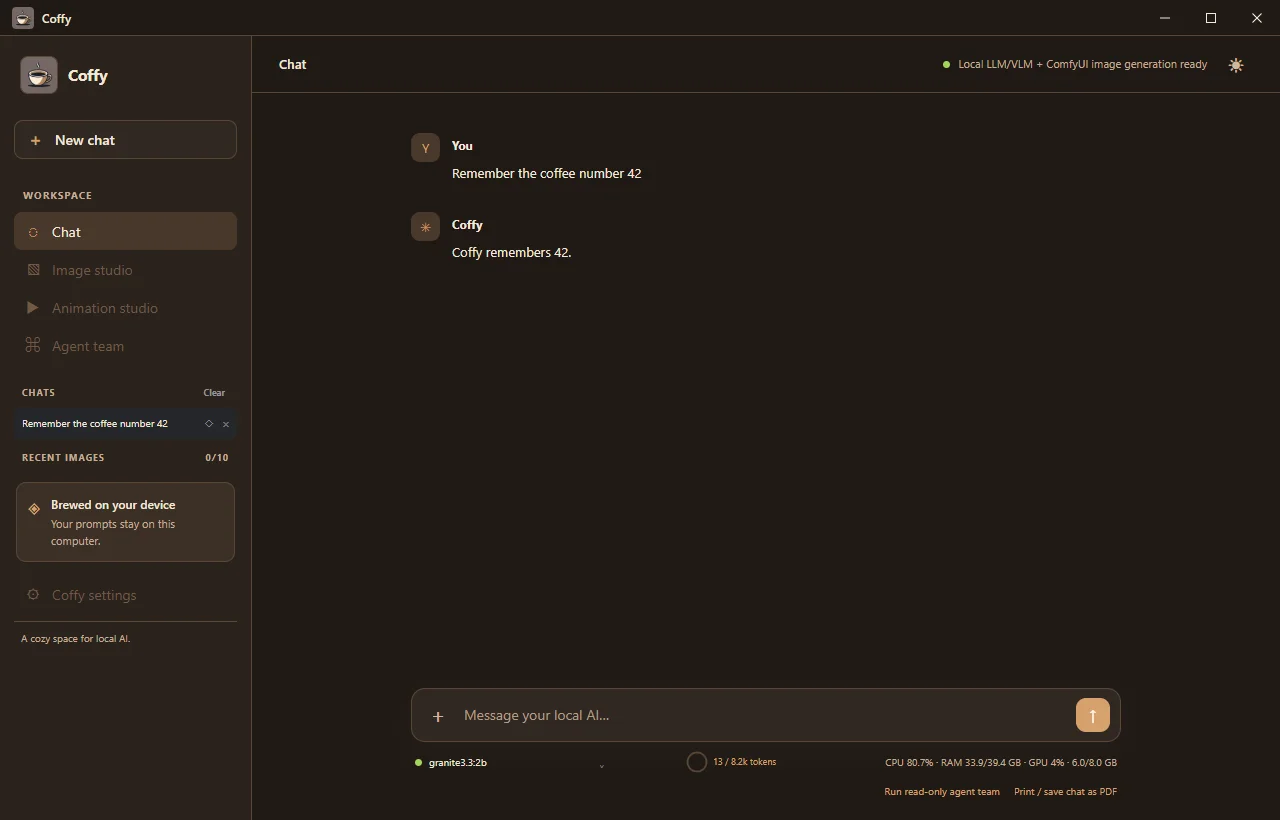 Coffy
Coffy
+ New chat
WORKSPACE
Chat
Image studio
Animation studio
Agent team
CHATS Clear
Remember the coffee number 42
RECENT IMAGES 0/10
Brewed on your device
Your prompts stay on this
computer.
Coffy settings
A cozy space for local AI.
Chat
Local LLM/VLM + ComfyUI image generation ready
Y You
Remember the coffee number 42
Coffy
Coffy remembers 42.
+ Message your local AI...
granite3.3:2b
13 / 8.2k tokens
CPU 80.7% · RAM 33.9/39.4 GB · GPU 4% · 6.0/8.0 GB
Run read-only agent team Print / save chat as PDF